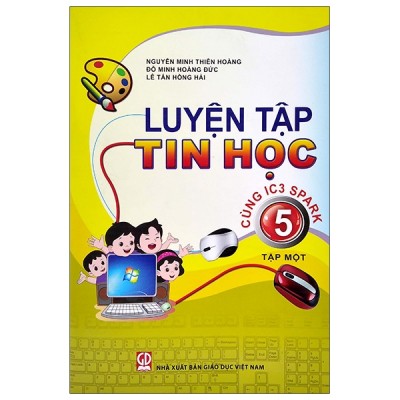 NGUYỄN MINH THIÊN HOÀNG
ĐỖ MINH HOÀNG ĐỨC
LÊ TẤN HỒNG HẢI
LUYỆN TẬP
TIN HỌC
CÙNG IC3 SPARK
5
TẬP MỘT
GD
NHÀ XUẤT BẢN GIÁO DỤC VIỆT NAM